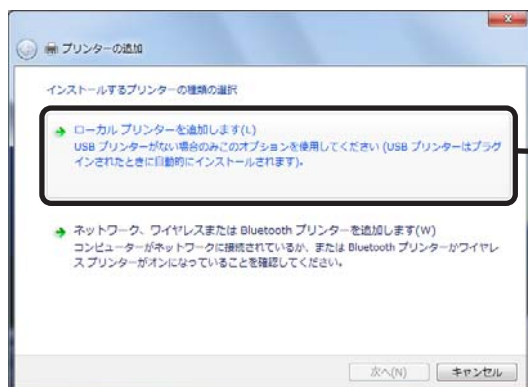 プリンターの追加
インストールするプリンターの種類の選択
ローカル プリンターを追加します(L)
USB プリンターがない場合のみこのオプションを使用してください (USB プリンターはプラグ
インされたときに自動的にインストールされます)。
ネットワーク、ワイヤレスまたは Bluetooth プリンターを追加します(W)
コンピューターがネットワークに接続されているか、または Bluetooth プリンターかワイヤレ
ス プリンターがオンになっていることを確認してください。
次へ(N)
キャンセル